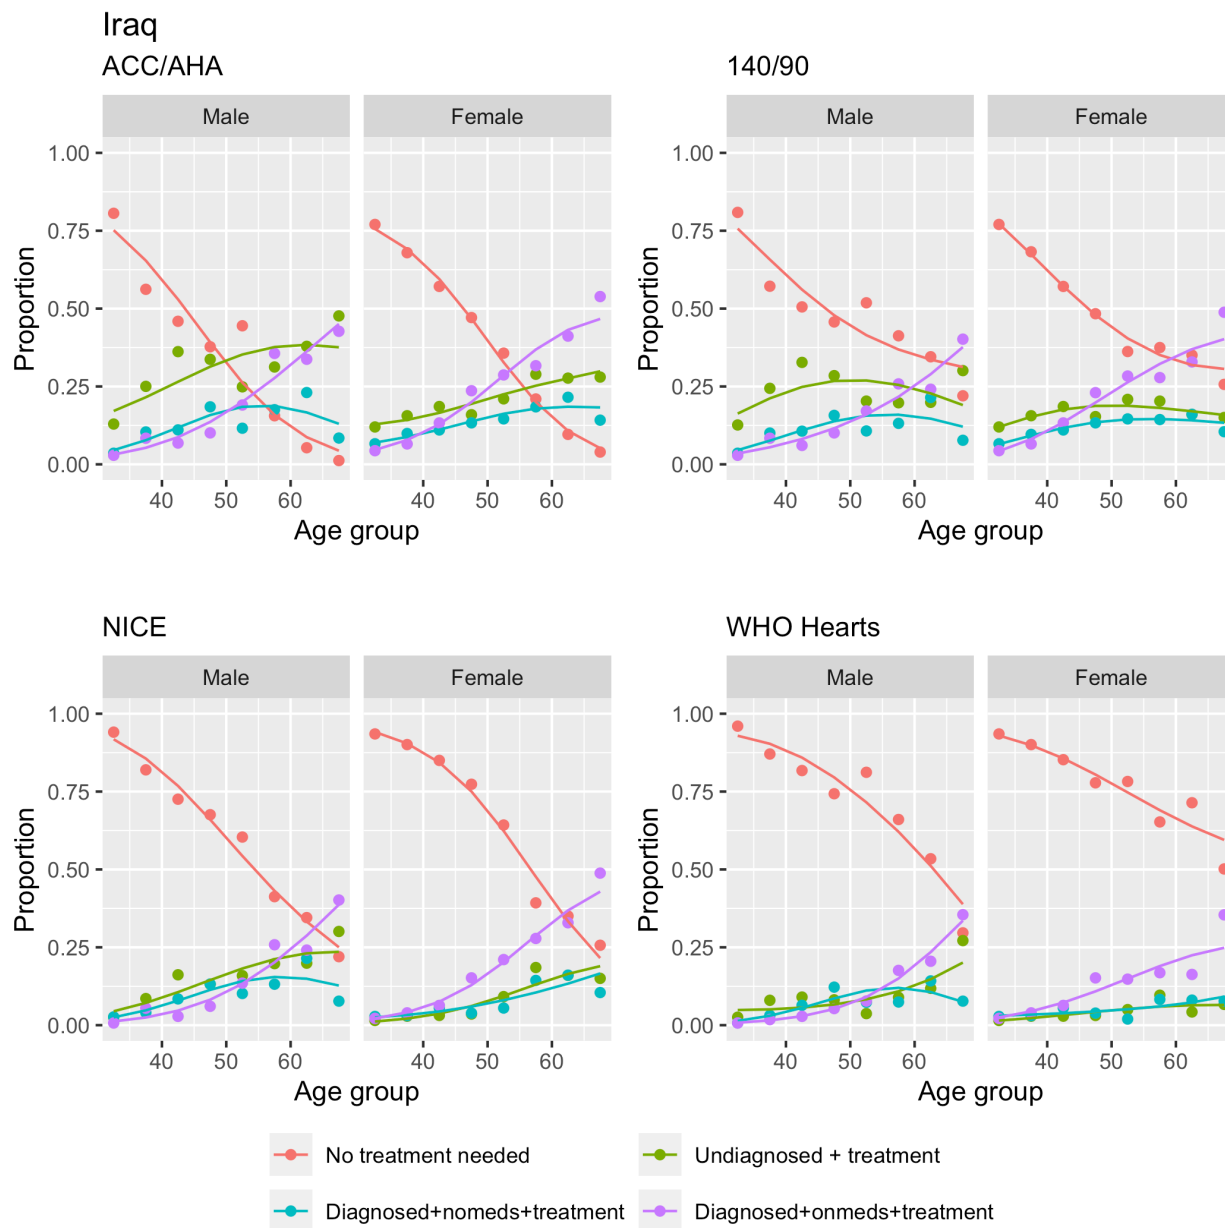 Iraq
ACC/AHA
140/90
Male
Female
Male
Female
1.00
0.75
0.50
0.25
0.00
Proportion
40
50
60
40
50
60
Age group
1.00
0.75
0.50
0.25
0.00
Proportion
40
50
60
40
50
60
Age group
NICE
WHO Hearts
Male
Female
Male
Female
1.00
0.75
0.50
0.25
0.00
Proportion
40
50
60
40
50
60
Age group
1.00
0.75
0.50
0.25
0.00
Proportion
40
50
60
40
50
60
Age group
No treatment needed
Undiagnosed + treatment
Diagnosed+nomeds+treatment
Diagnosed+onmeds+treatment